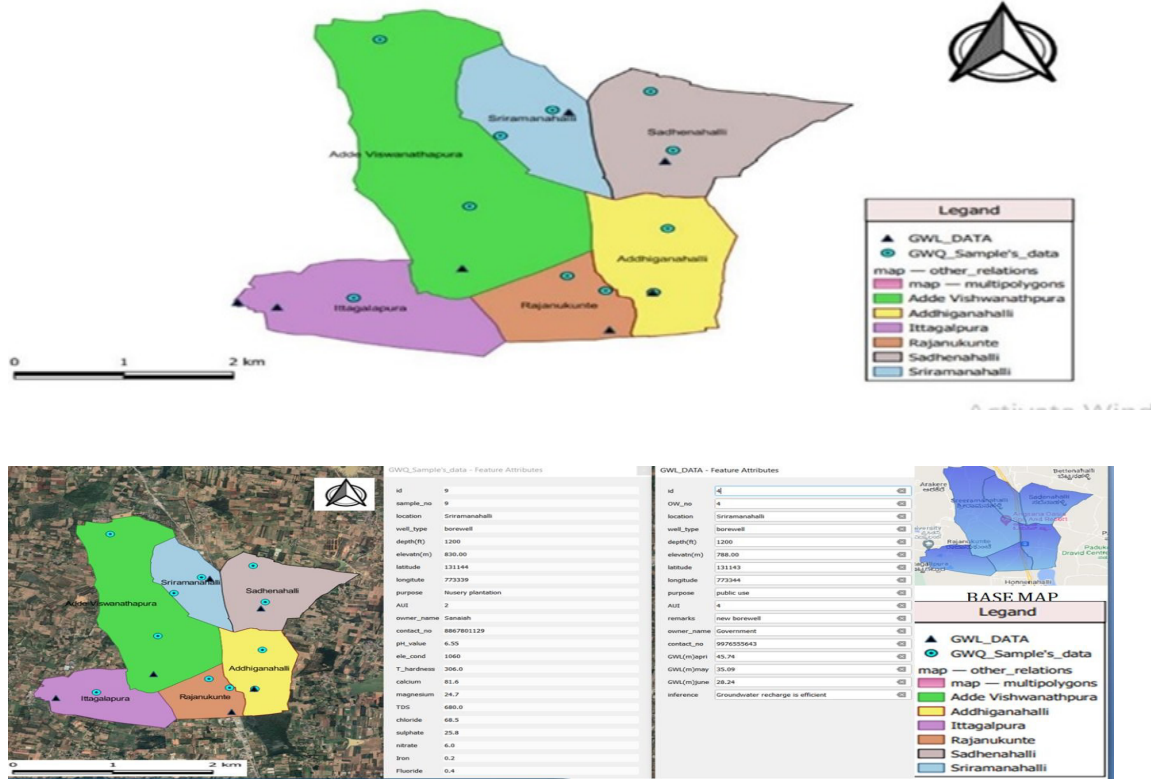 Sriramanahalli
Sadhenahalli
Adde Viswanathapura
Addhiganahalli
Ittagalapura
Rajanukunte
0 1 2 km
Legand
GWL_DATA
GWQ_Sample's_data
map — other_relations
map — multipolygons
Adde Vishwanathpura
Addhiganahalli
Ittagalpura
Rajanukunte
Sadhenahalli
Sriramanahalli
Sriramanahalli
Sadhenahalli
Adde Viswanathapura
Addhiganahalli
Ittagalapura
Rajanukunte
0 1 2 km
GWQ_Sample's_data - Feature Attributes
id 9
sample_no 9
location Sriramanahalli
well_type borewell
depth(ft) 1200
elevatn(m) 830.00
latitude 131144
longitute 773339
purpose Nusery plantation
AUI 2
owner_name Sanaiah
contact_no 8867801129
pH_value 6.55
ele_cond 1060
T_hardness 306.0
calcium 81.6
magnesium 24.7
TDS 680.0
chloride 68.5
sulphate 25.8
nitrate 6.0
Iron 0.2
Fluoride 0.4
GWL_DATA - Feature Attributes
id 4
OW_no 4
location Sriramanahalli
well_type borewell
depth(ft) 1200
elevatn(m) 788.00
latitude 131143
longitude 773344
purpose public use
AUI 4
remarks new borewell
owner_name Government
contact_no 9976555643
GWL(m)apri 45.74
GWL(m)may 35.09
GWL(m)june 28.24
inference Groundwater recharge is efficient
Bettenahalli
Arakere
Honnenahalli
BASE MAP
Legand
GWL_DATA
GWQ_Sample's_data
map — other_relations
map — multipolygons
Adde Vishwanathpura
Addhiganahalli
Ittagalpura
Rajanukunte
Sadhenahalli
Sriramanahalli